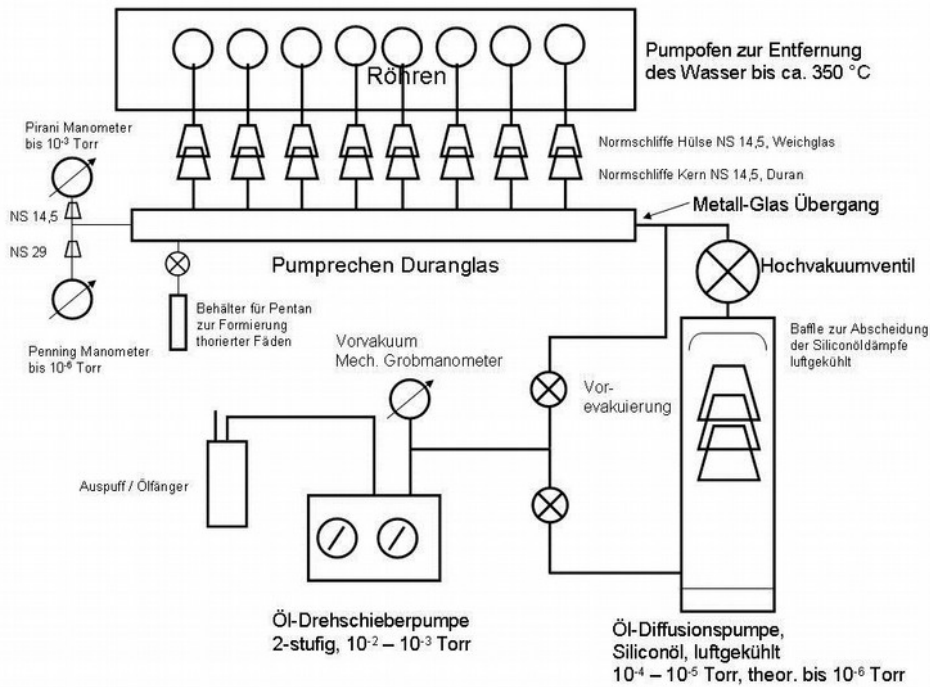 Röhren
Pumpofen zur Entfernung
des Wasser bis ca. 350 °C
Pirani Manometer
bis 10⁻³ Torr
Normschliffe Hülse NS 14,5, Weichglas
Normschliffe Kern NS 14,5, Duran
NS 14,5
NS 29
Metall-Glas Übergang
Pumprechen Duranglas
Hochvakuumventil
Behälter für Pentan
zur Formierung
thorierter Fäden
Penning Manometer
bis 10⁻⁶ Torr
Vorvakuum
Mech. Grobmanometer
Baffle zur Abscheidung
der Siliconöldämpfe
luftgekühlt
Vor-
evakuierung
Auspuff / Ölfänger
Öl-Drehschieberpumpe
2-stufig, 10⁻² – 10⁻³ Torr
Öl-Diffusionspumpe,
Siliconöl, luftgekühlt
10⁻⁴ – 10⁻⁵ Torr, theor. bis 10⁻⁶ Torr